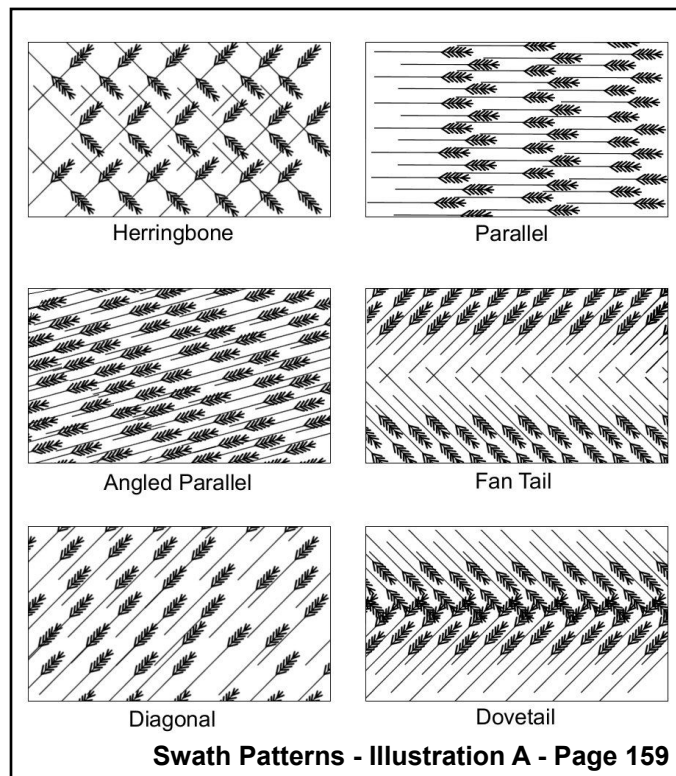 Herringbone
Parallel
Angled Parallel
Fan Tail
Diagonal
Dovetail
Swath Patterns - Illustration A - Page 159